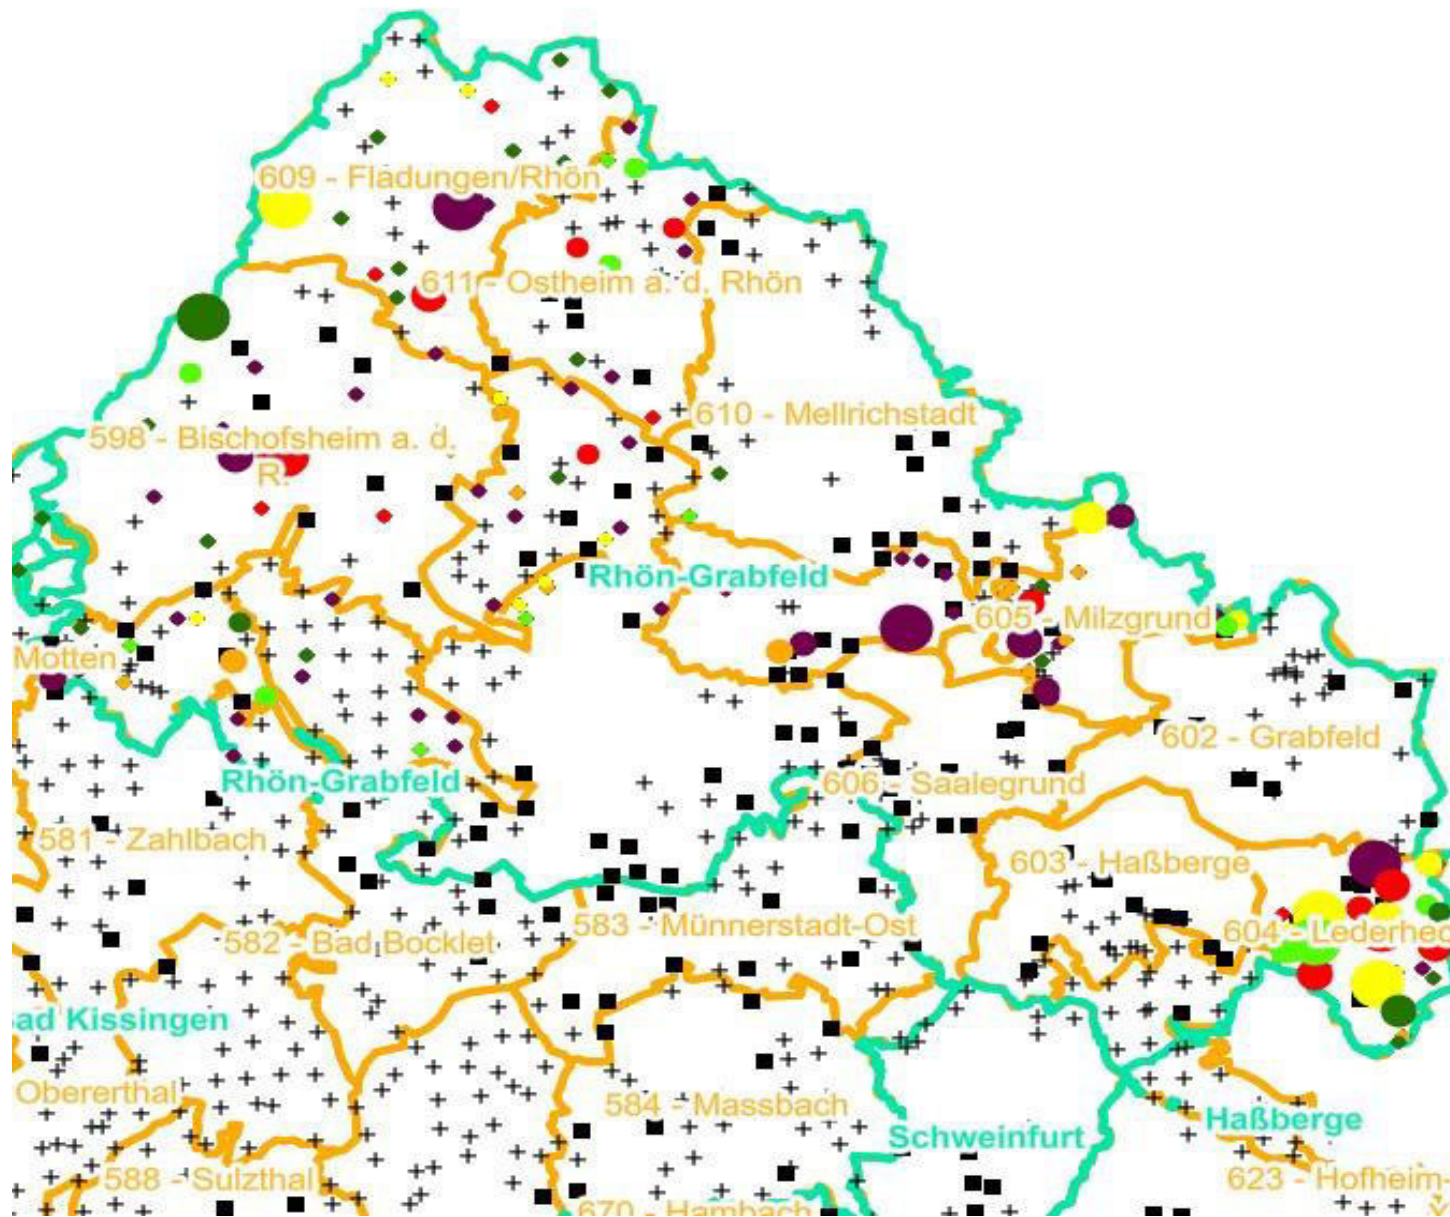 609 - Fladungen/Rhön
611 - Ostheim a. d. Rhön
610 - Mellrichstadt
598 - Bischofsheim a. d.
R.
Rhön-Grabfeld
605 - Milzgrund
Motten
602 - Grabfeld
Rhön-Grabfeld
606 - Saalegrund
581 - Zahlbach
603 - Haßberge
583 - Münnerstadt-Ost
604 - Lederhec
582 - Bad Bocklet
ad Kissingen
Obererthal
584 - Massbach
Haßberge
Schweinfurt
588 - Sulzthal
623 - Hofheim-
670 - Hambach